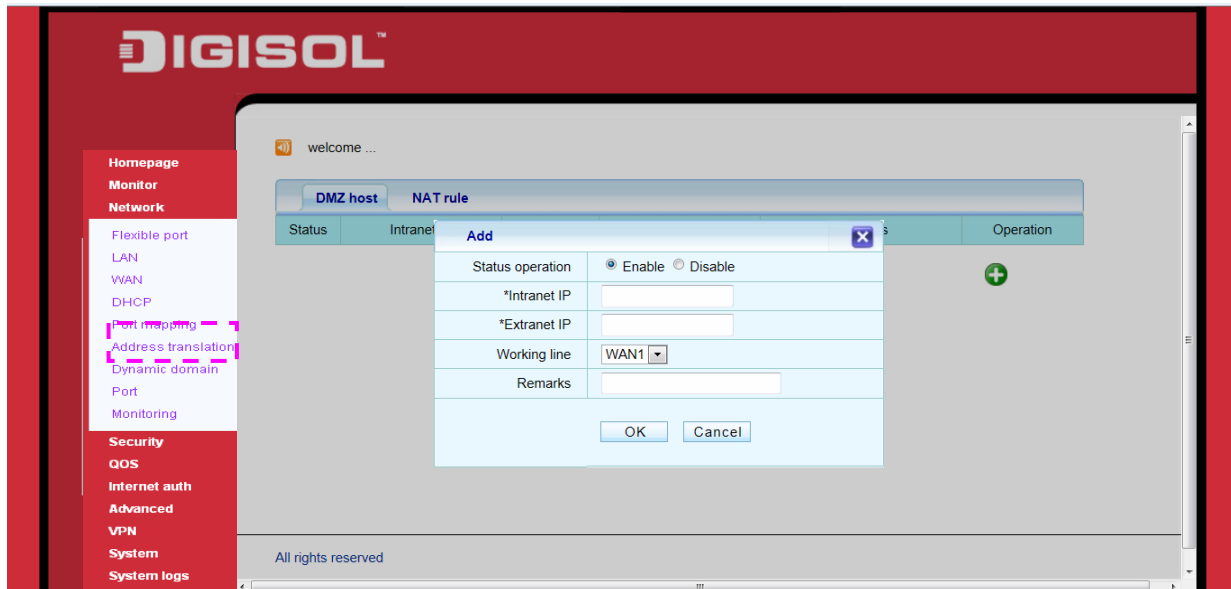 DIGISOL™
welcome ...
Homepage
Monitor
Network
Flexible port
LAN
WAN
DHCP
Port mapping
Address translation
Dynamic domain
Port
Monitoring
Security
QOS
Internet auth
Advanced
VPN
System
System logs
DMZ host NAT rule
Status Intranet s Operation
Add
Status operation Enable Disable
*Intranet IP
*Extranet IP
Working line WAN1
Remarks
OK Cancel
All rights reserved